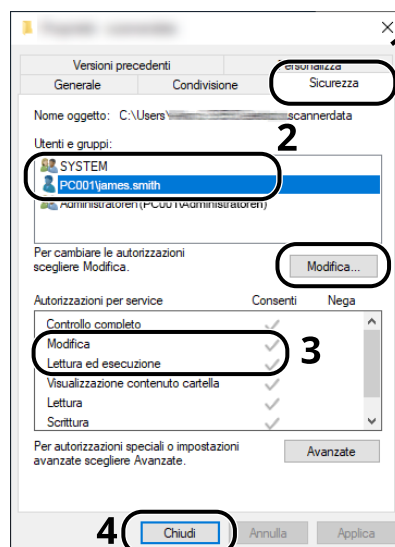 Versioni precedenti
Personalizza
Generale
Condivisione
Sicurezza
Nome oggetto: C:\Users\ scannerdata
2
Utenti e gruppi:
SYSTEM
PC001\james.smith
Administratoren (PC001\Administratoren)
Per cambiare le autorizzazioni
scegliere Modifica.
Modifica...
Autorizzazioni per service
Consenti
Nega
Controllo completo
Modifica
3
Lettura ed esecuzione
Visualizzazione contenuto cartella
Lettura
Scrittura
Per autorizzazioni speciali o impostazioni
avanzate scegliere Avanzate.
Avanzate
4
Chiudi
Annulla
Applica